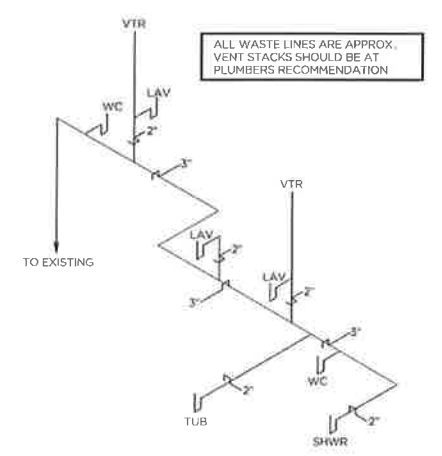 VTR
ALL WASTE LINES ARE APPROX.
VENT STACKS SHOULD BE AT
PLUMBERS RECOMMENDATION
LAV
WC
2"
3"
VTR
LAV
2"
TO EXISTING
LAV
2"
3"
3"
WC
2"
TUB
2"
SHWR